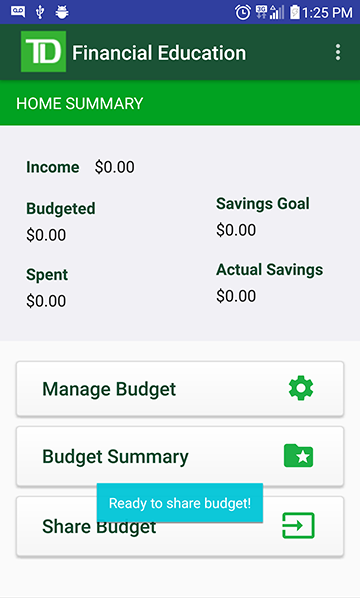 1:25 PM
TD Financial Education
HOME SUMMARY
Income $0.00
Budgeted
$0.00
Savings Goal
$0.00
Spent
$0.00
Actual Savings
$0.00
Manage Budget
Budget Summary
Ready to share budget!
Share Budget